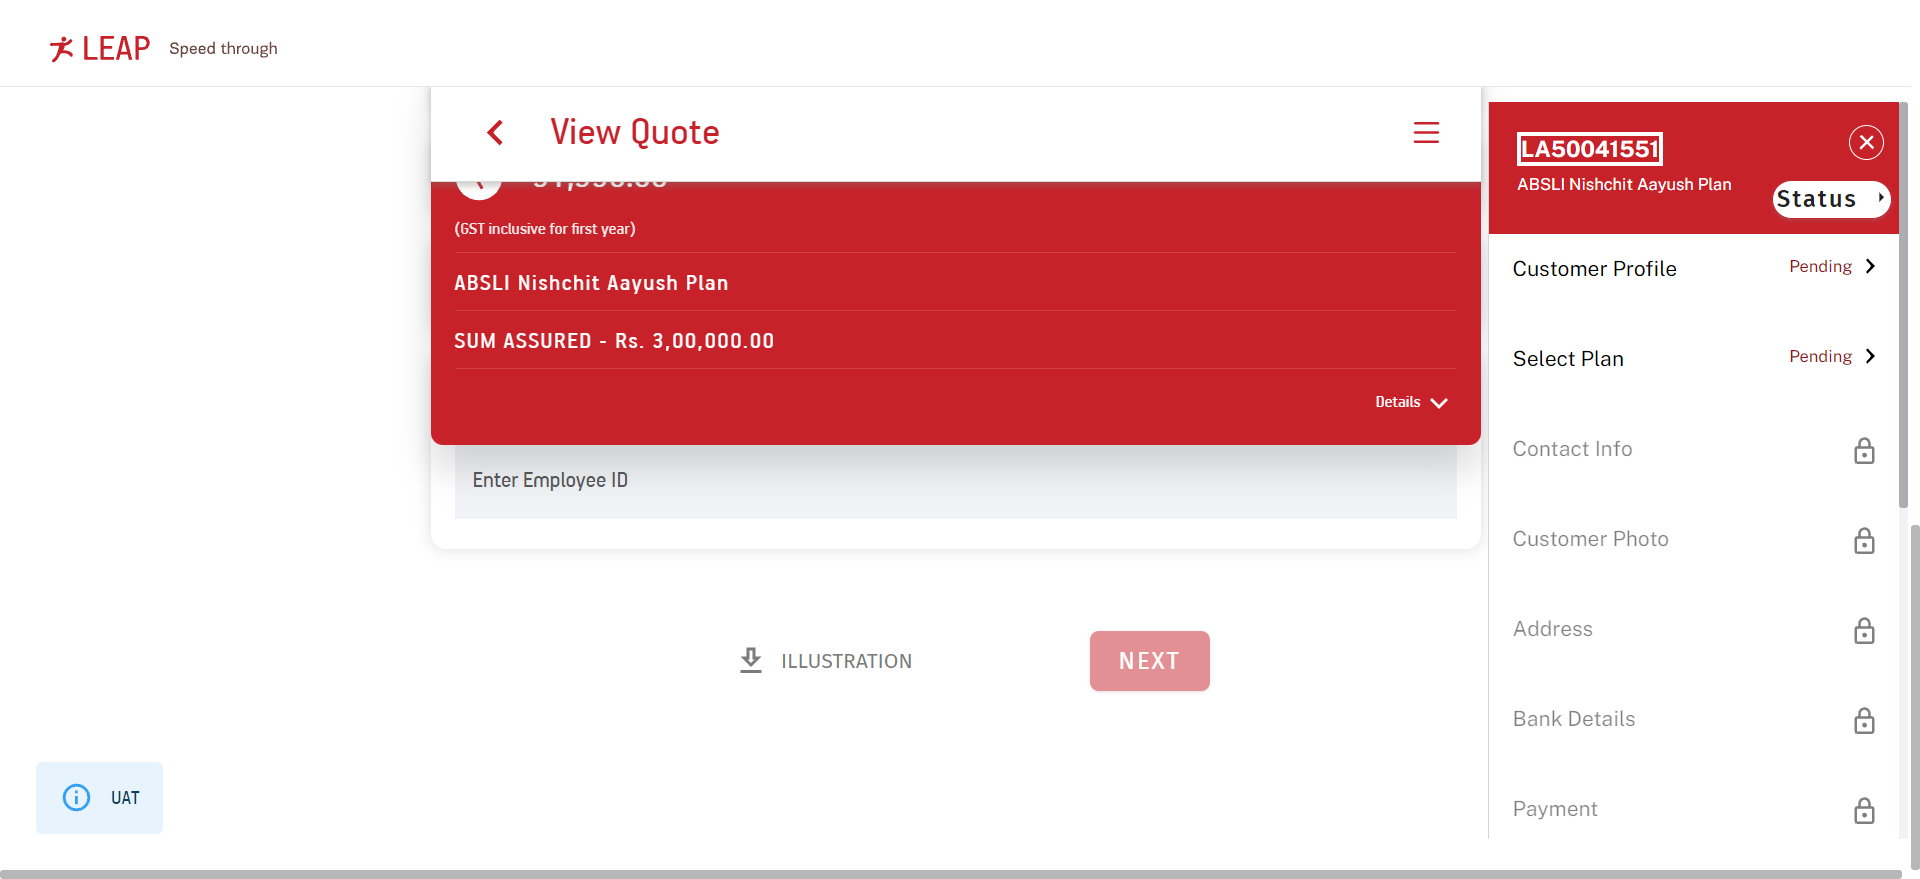 LEAP Speed through
View Quote
(GST inclusive for first year)
ABSLI Nishchit Aayush Plan
SUM ASSURED - Rs. 3,00,000.00
Details
Enter Employee ID
ILLUSTRATION
NEXT
UAT
LA50041551
ABSLI Nishchit Aayush Plan
Status
Customer Profile Pending
Select Plan Pending
Contact Info
Customer Photo
Address
Bank Details
Payment